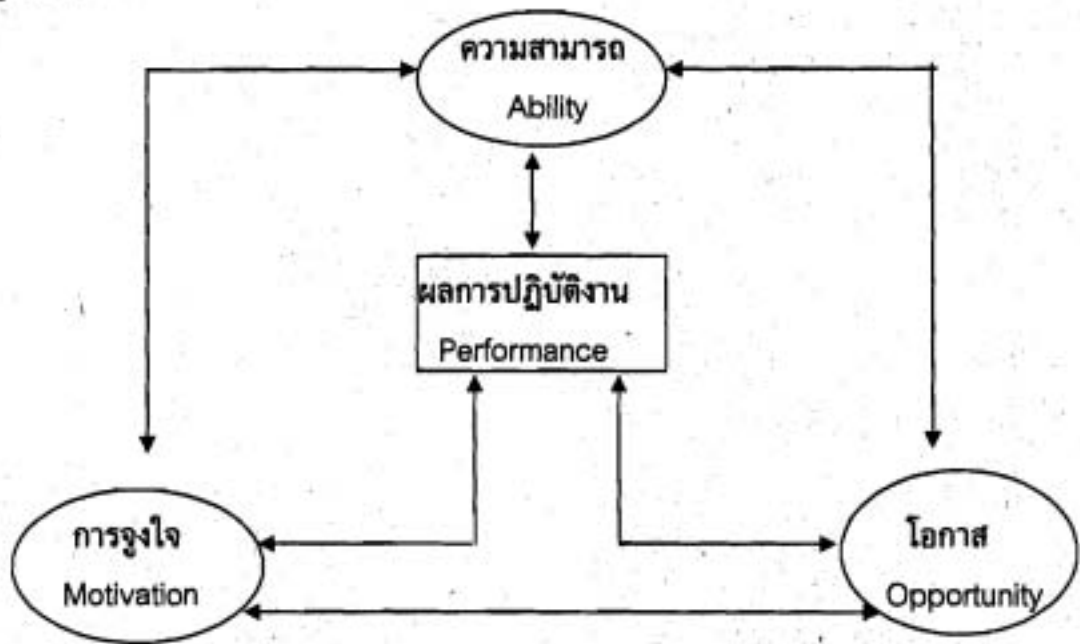 ความสามารถ
Ability
ผลการปฏิบัติงาน
Performance
การจูงใจ
Motivation
โอกาส
Opportunity